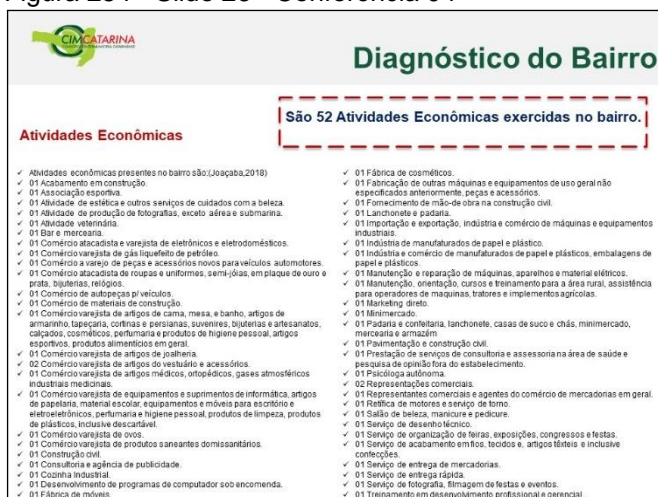 CIMCATARINA
Diagnóstico do Bairro
São 52 Atividades Econômicas exercidas no bairro.
Atividades Econômicas
✓ Atividades econômicas presentes no bairro são:(Joaçaba,2018)
✓ 01 Acabamento em construção.
✓ 01 Associação esportiva.
✓ 01 Atividade de estética e outros serviços de cuidados com a beleza.
✓ 01 Atividade de produção de fotografias, exceto aérea e submarina.
✓ 01 Atividade veterinária.
✓ 01 Bar e mercearia.
✓ 01 Comércio atacadista e varejista de eletrônicos e eletrodomésticos.
✓ 01 Comércio varejista de gás liquefeito de petróleo.
✓ 01 Comércio a varejo de peças e acessórios novos para veículos automotores.
✓ 01 Comércio atacadista de roupas e uniformes, semi-jóias, em plaque de ouro e
prata, bijuterias, relógios.
✓ 01 Comércio de autopeças p/ veículos.
✓ 01 Comércio de materiais de construção.
✓ 01 Comércio varejista de artigos de cama, mesa, e banho, artigos de
armarinho, tapeçaria, cortinas e persianas, suvenires, bijuterias e artesanatos,
calçados, cosméticos, perfumaria e produtos de higiene pessoal, artigos
esportivos, produtos alimentícios em geral.
✓ 01 Comércio varejista de artigos de joalheria.
✓ 02 Comércio varejista de artigos do vestuário e acessórios.
✓ 01 Comércio varejista de artigos médicos, ortopédicos, gases atmosféricos
industriais medicinais.
✓ 01 Comércio varejista de equipamentos e suprimentos de informática, artigos
de papelaria, material escolar, equipamentos e móveis para escritório e
eletroeletrônicos, perfumaria e higiene pessoal, produtos de limpeza, produtos
de plásticos, inclusive descartável.
✓ 01 Comércio varejista de ovos.
✓ 01 Comércio varejista de produtos saneantes domissanitários.
✓ 01 Construção civil.
✓ 01 Consultoria e agência de publicidade.
✓ 01 Cozinha Industrial.
✓ 01 Desenvolvimento de programas de computador sob encomenda.
✓ 01 Fábrica de móveis.
✓ 01 Fábrica de cosméticos.
✓ 01 Fabricação de outras máquinas e equipamentos de uso geral não
especificados anteriormente, peças e acessórios.
✓ 01 Fornecimento de mão-de obra na construção civil.
✓ 01 Lanchonete e padaria.
✓ 01 Importação e exportação, indústria e comércio de máquinas e equipamentos
industriais.
✓ 01 Indústria de manufaturados de papel e plástico.
✓ 01 Indústria e comércio de manufaturados de papel e plásticos, embalagens de
papel e plásticos.
✓ 01 Manutenção e reparação de máquinas, aparelhos e material elétricos.
✓ 01 Manutenção, orientação, cursos e treinamento para a área rural, assistência
para operadores de maquinas, tratores e implementos agrícolas.
✓ 01 Marketing direto.
✓ 01 Minimercado.
✓ 01 Padaria e confeitaria, lanchonete, casas de suco e chás, minimercado,
mercearia e armazém
✓ 01 Pavimentação e construção civil.
✓ 01 Prestação de serviços de consultoria e assessoria na área de saúde e
pesquisa de opinião fora do estabelecimento.
✓ 01 Psicóloga autônoma.
✓ 02 Representações comerciais.
✓ 01 Representantes comerciais e agentes do comércio de mercadorias em geral.
✓ 01 Retífica de motores e serviço de torno.
✓ 01 Salão de beleza, manicure e pedicure.
✓ 01 Serviço de desenho técnico.
✓ 01 Serviço de organização de feiras, exposições, congressos e festas.
✓ 01 Serviço de acabamento em fios, tecidos e, artigos têxteis e inclusive
confecções.
✓ 01 Serviço de entrega de mercadorias.
✓ 01 Serviço de entrega rápida.
✓ 01 Serviço de fotografia, filmagem de festas e eventos.
✓ 01 Treinamento em desenvolvimento profissional e gerencial.